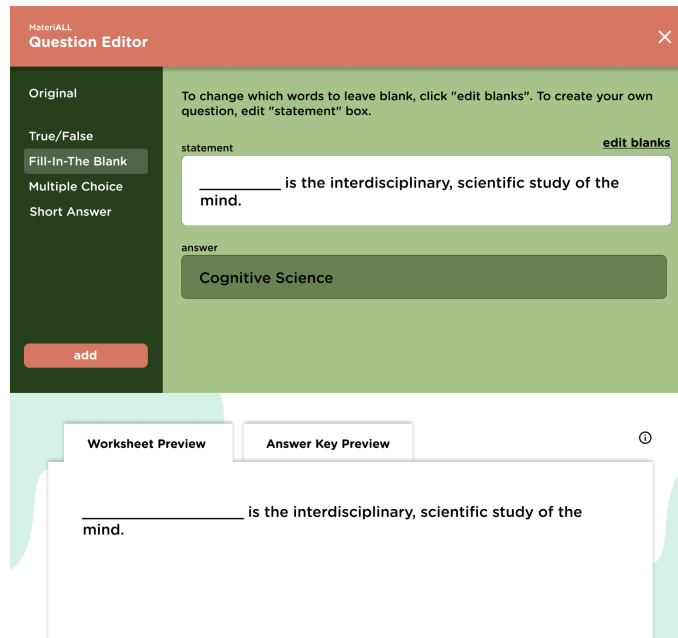 MateriALL
Question Editor
Original
True/False
Fill-In-The Blank
Multiple Choice
Short Answer
add
To change which words to leave blank, click "edit blanks". To create your own
question, edit "statement" box.
statement
edit blanks
__________ is the interdisciplinary, scientific study of the
mind.
answer
Cognitive Science
Worksheet Preview
Answer Key Preview
____________________ is the interdisciplinary, scientific study of the
mind.